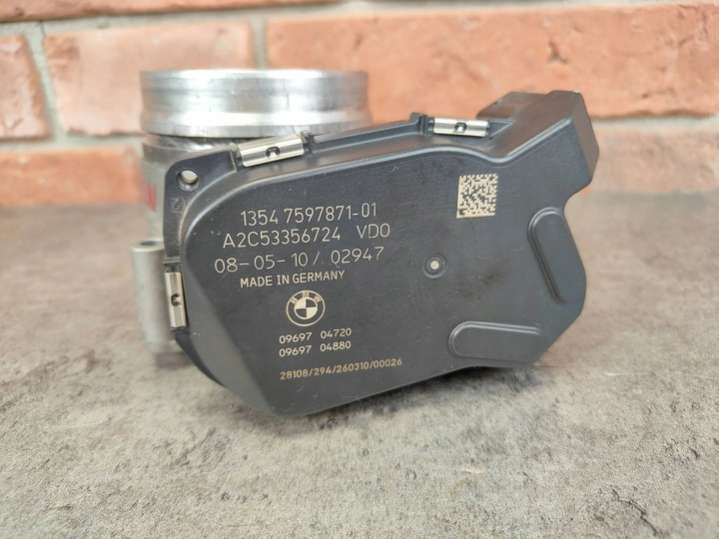 1354 7597871-01
A2C53356724 VDO
08-05-10/ 02947
MADE IN GERMANY
BMW
09697 04720
09697 04880
28108/294/260310/00026